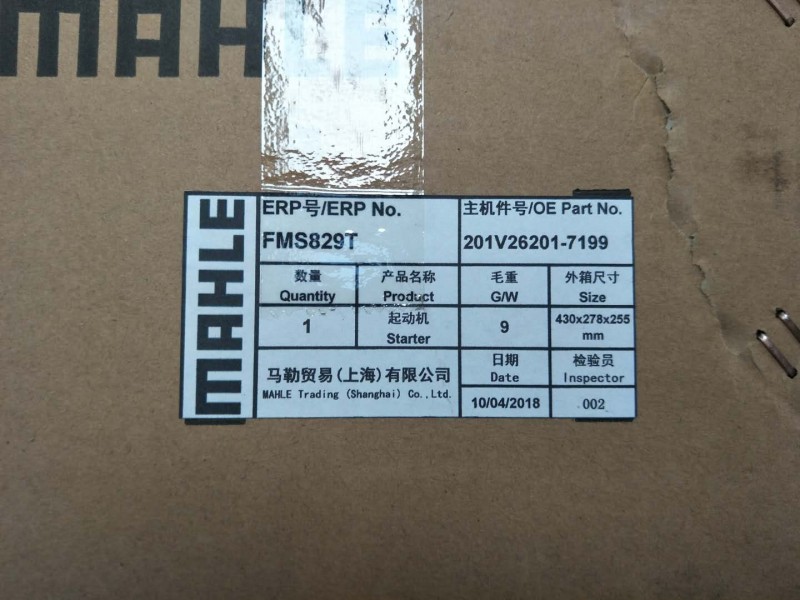 MAHLE
MAHLE
ERP号/ERP No.
主机件号/OE Part No.
FMS829T
201V26201-7199
数量
产品名称
毛重
外箱尺寸
Quantity
Product
G/W
Size
1
起动机
Starter
9
430x278x255
mm
马勒贸易(上海)有限公司
MAHLE Trading (Shanghai) Co.,Ltd.
日期
检验员
Date
Inspector
10/04/2018
002